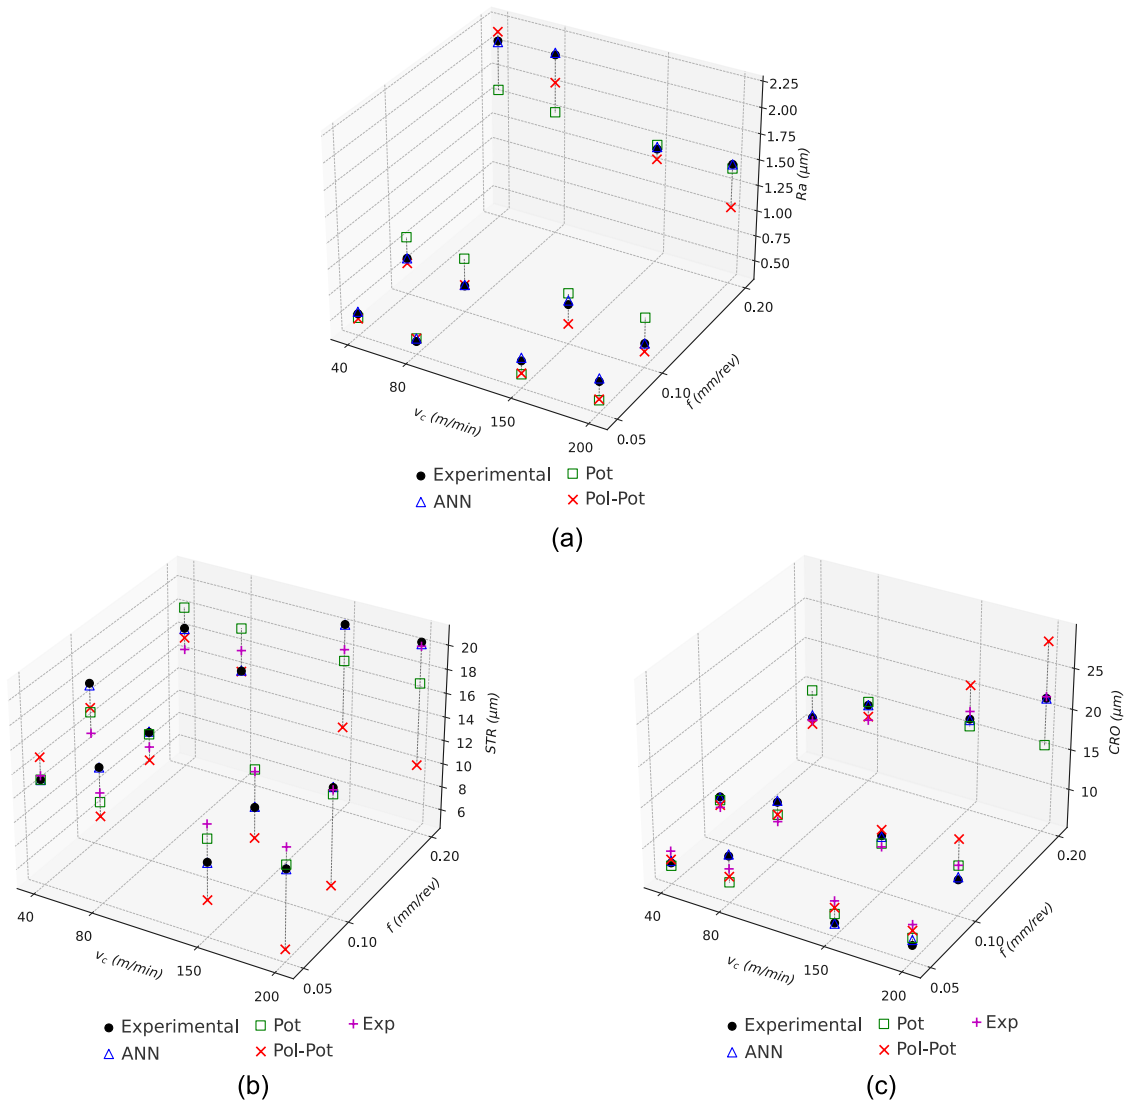 2.25
2.00
1.75
1.50
1.25
1.00
0.75
0.50
Ra (μm)
0.20
0.10
0.05
f (mm/rev)
40
80
150
200
v_c (m/min)
Experimental
Pot
ANN
Pol-Pot
(a)
20
18
16
14
12
10
8
6
STR (μm)
0.20
0.10
0.05
f (mm/rev)
40
80
150
200
v_c (m/min)
Experimental
Pot
Exp
ANN
Pol-Pot
(b)
25
20
15
10
CRO (μm)
0.20
0.10
0.05
f (mm/rev)
40
80
150
200
v_c (m/min)
Experimental
Pot
Exp
ANN
Pol-Pot
(c)